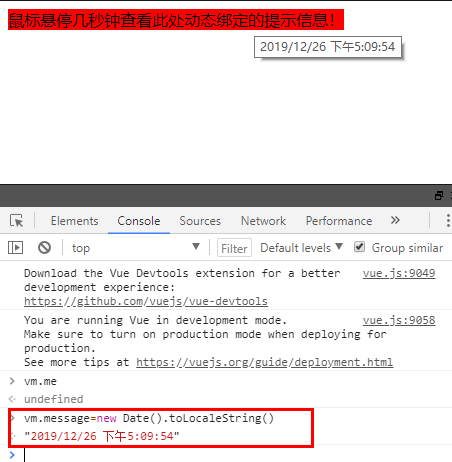 鼠标悬停几秒钟查看此处动态绑定的提示信息！
2019/12/26 下午5:09:54
Elements Console Sources Network Performance »
top Filter Default levels Group similar
Download the Vue Devtools extension for a better vue.js:9049
development experience:
https://github.com/vuejs/vue-devtools
You are running Vue in development mode. vue.js:9058
Make sure to turn on production mode when deploying for
production.
See more tips at https://vuejs.org/guide/deployment.html
> vm.me
< undefined
> vm.message=new Date().toLocaleString()
< "2019/12/26 下午5:09:54"
>